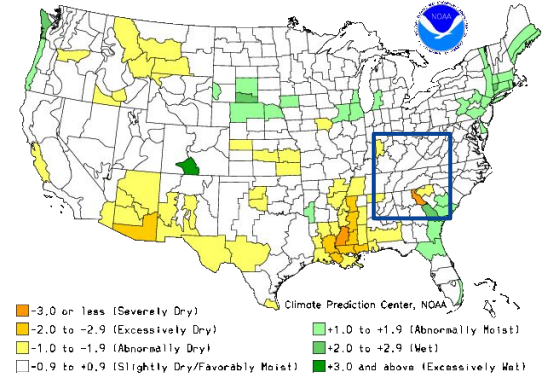 NOAA
Climate Prediction Center, NOAA
-3.0 or less (Severely Dry)
-2.0 to -2.9 (Excessively Dry)
-1.0 to -1.9 (Abnormally Dry)
-0.9 to +0.9 (Slightly Dry/Favorably Moist)
+1.0 to +1.9 (Abnormally Moist)
+2.0 to +2.9 (Wet)
+3.0 and above (Excessively Wet)